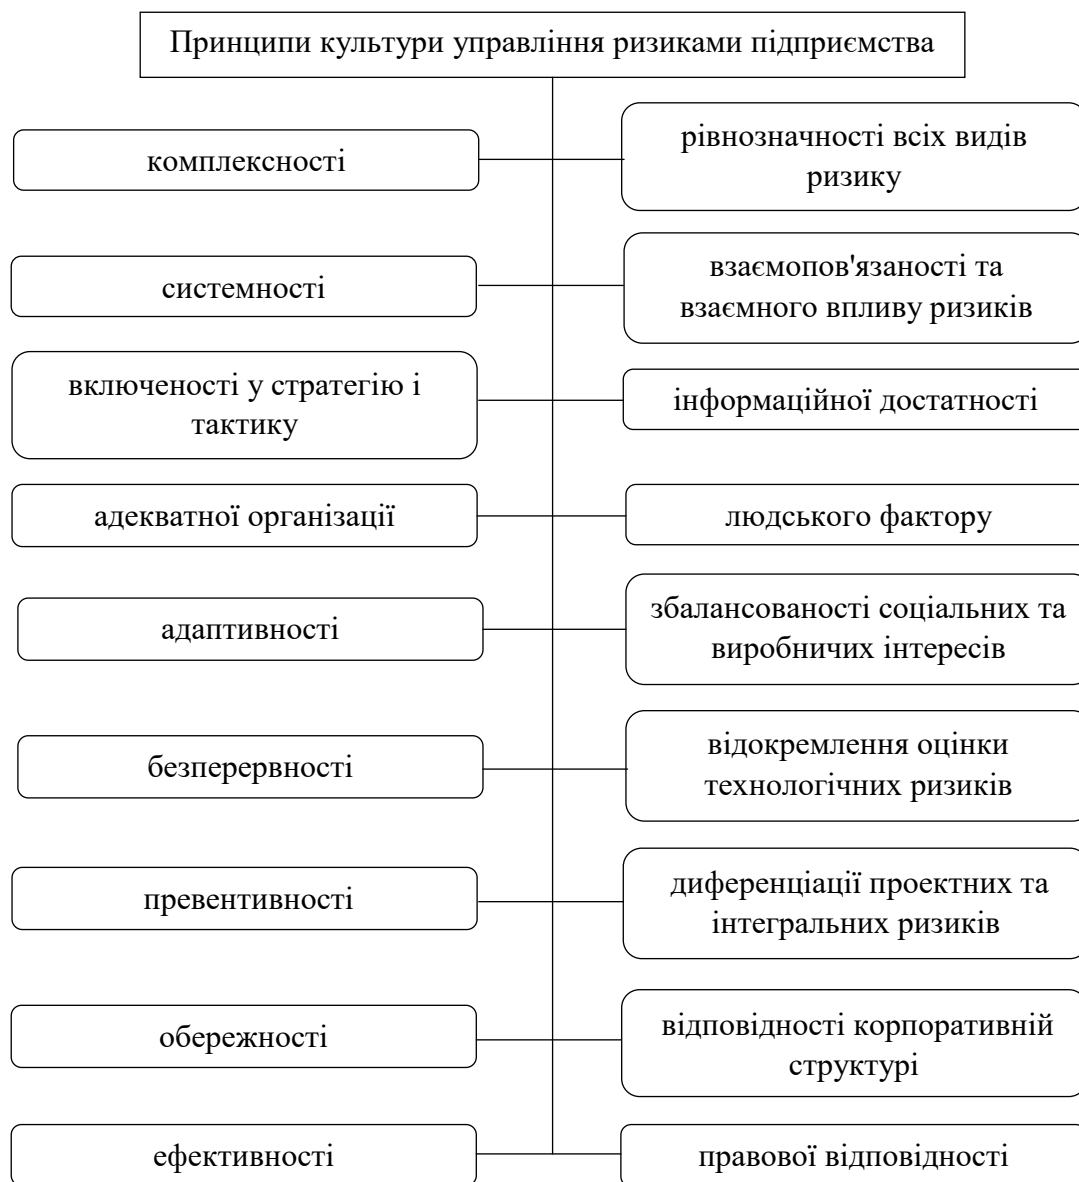 Принципи культури управління ризиками підприємства
комплексності
рівнозначності всіх видів
ризику
системності
взаємопов'язаності та
взаємного впливу ризиків
включеності у стратегію і
тактику
інформаційної достатності
адекватної організації
людського фактору
адаптивності
збалансованості соціальних та
виробничих інтересів
безперервності
відокремлення оцінки
технологічних ризиків
превентивності
диференціації проектних та
інтегральних ризиків
обережності
відповідності корпоративній
структурі
ефективності
правової відповідності